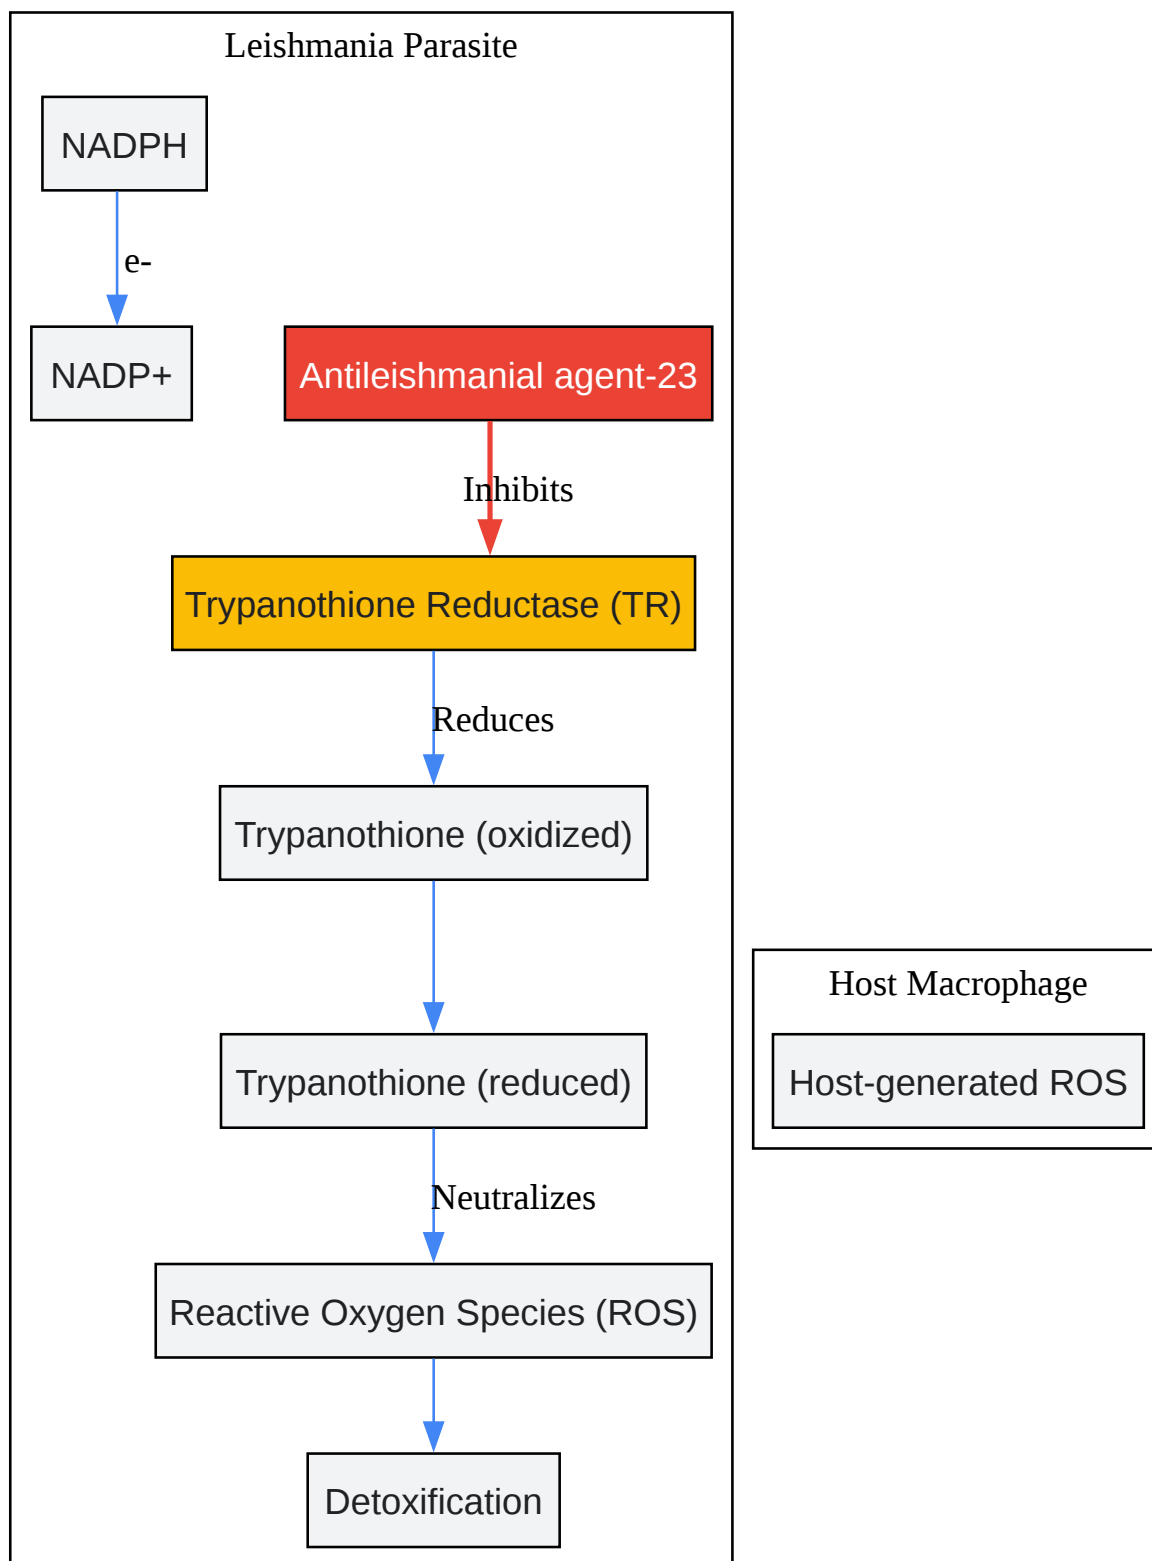 Leishmania Parasite
NADPH
e-
NADP+
Antileishmanial agent-23
Inhibits
Trypanothione Reductase (TR)
Reduces
Trypanothione (oxidized)
Host Macrophage
Trypanothione (reduced)
Host-generated ROS
Neutralizes
Reactive Oxygen Species (ROS)
Detoxification